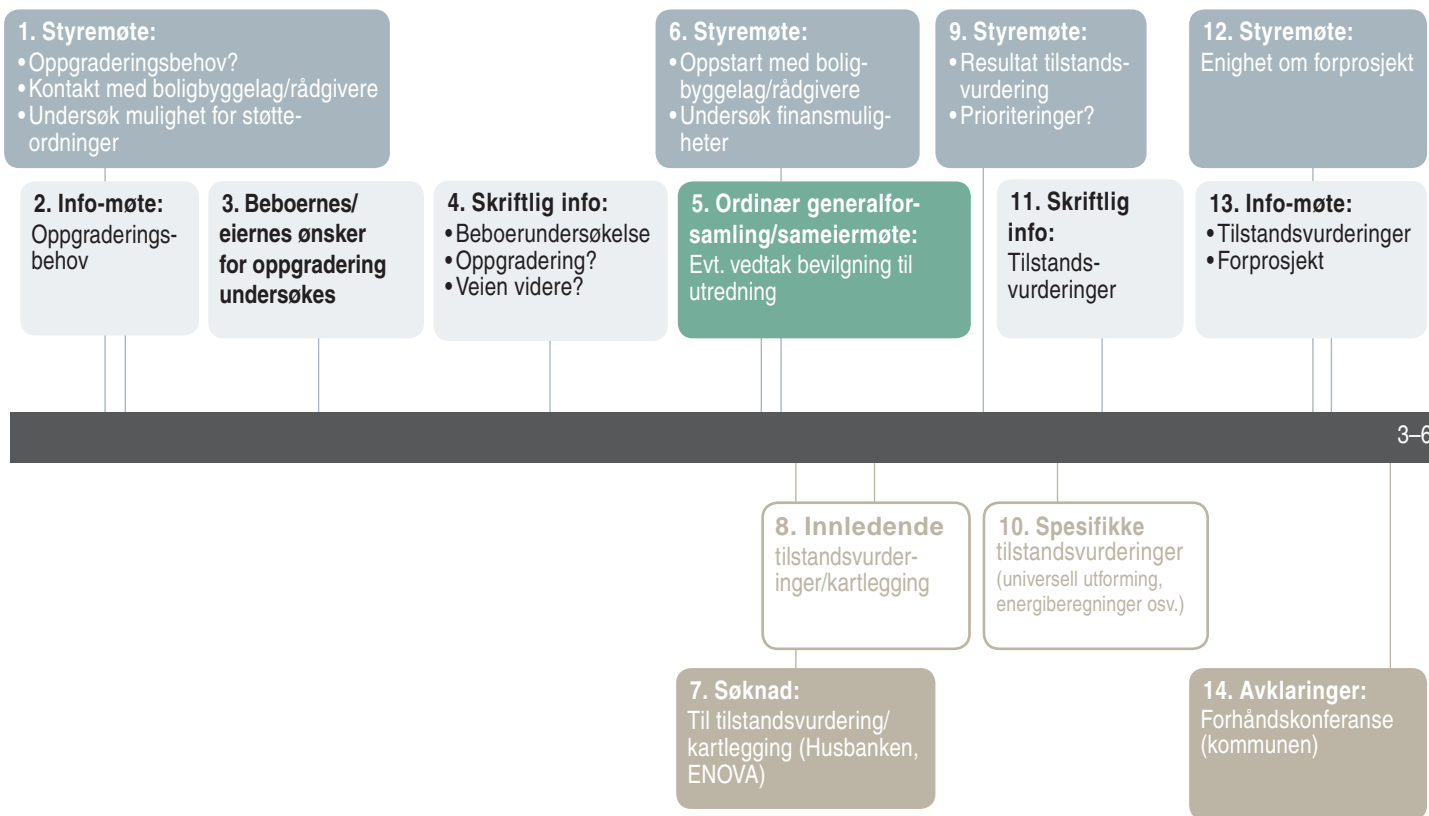 1. Styremøte:
•Oppgraderingsbehov?
•Kontakt med boligbyggelag/rådgivere
•Undersøk mulighet for støtte-
ordninger
6. Styremøte:
•Oppstart med bolig-
byggelag/rådgivere
•Undersøk finansmulig-
heter
9. Styremøte:
•Resultat tilstands-
vurdering
•Prioriteringer?
12. Styremøte:
Enighet om forprosjekt
2. Info-møte:
Oppgraderings-
behov
3. Beboernes/
eiernes ønsker
for oppgradering
undersøkes
4. Skriftlig info:
•Beboerundersøkelse
•Oppgradering?
•Veien videre?
5. Ordinær generalfor-
samling/sameiermøte:
Evt. vedtak bevilgning til
utredning
11. Skriftlig
info:
Tilstands-
vurderinger
13. Info-møte:
•Tilstandsvurderinger
•Forprosjekt
3–6
8. Innledende
tilstandsvurder-
inger/kartlegging
10. Spesifikke
tilstandsvurderinger
(universell utforming,
energiberegninger osv.)
7. Søknad:
Til tilstandsvurdering/
kartlegging (Husbanken,
ENOVA)
14. Avklaringer:
Forhåndskonferanse
(kommunen)